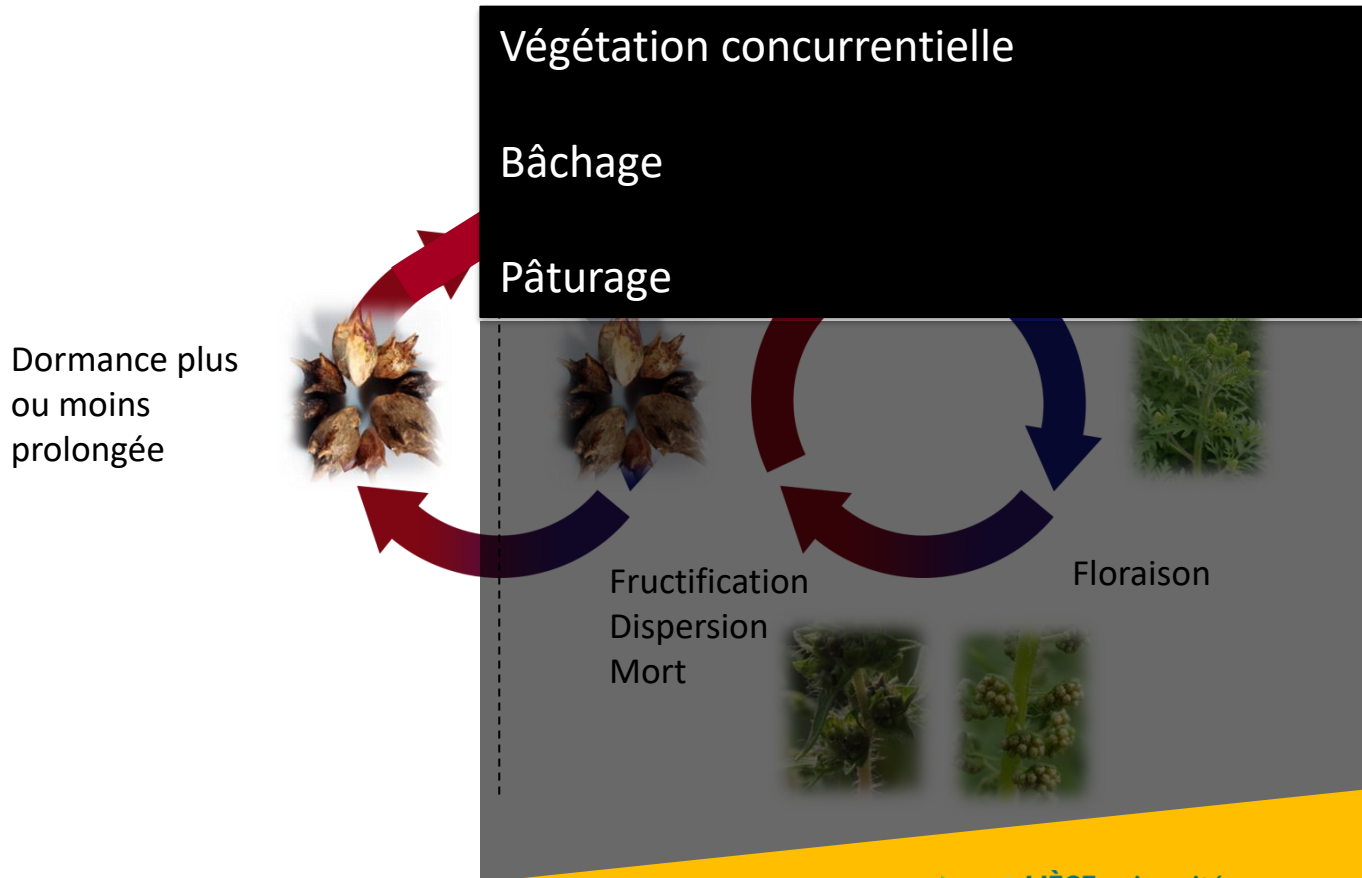 Végétation concurrentielle
Bâchage
Pâturage
Dormance plus
ou moins
prolongée
Fructification
Dispersion
Mort
Floraison